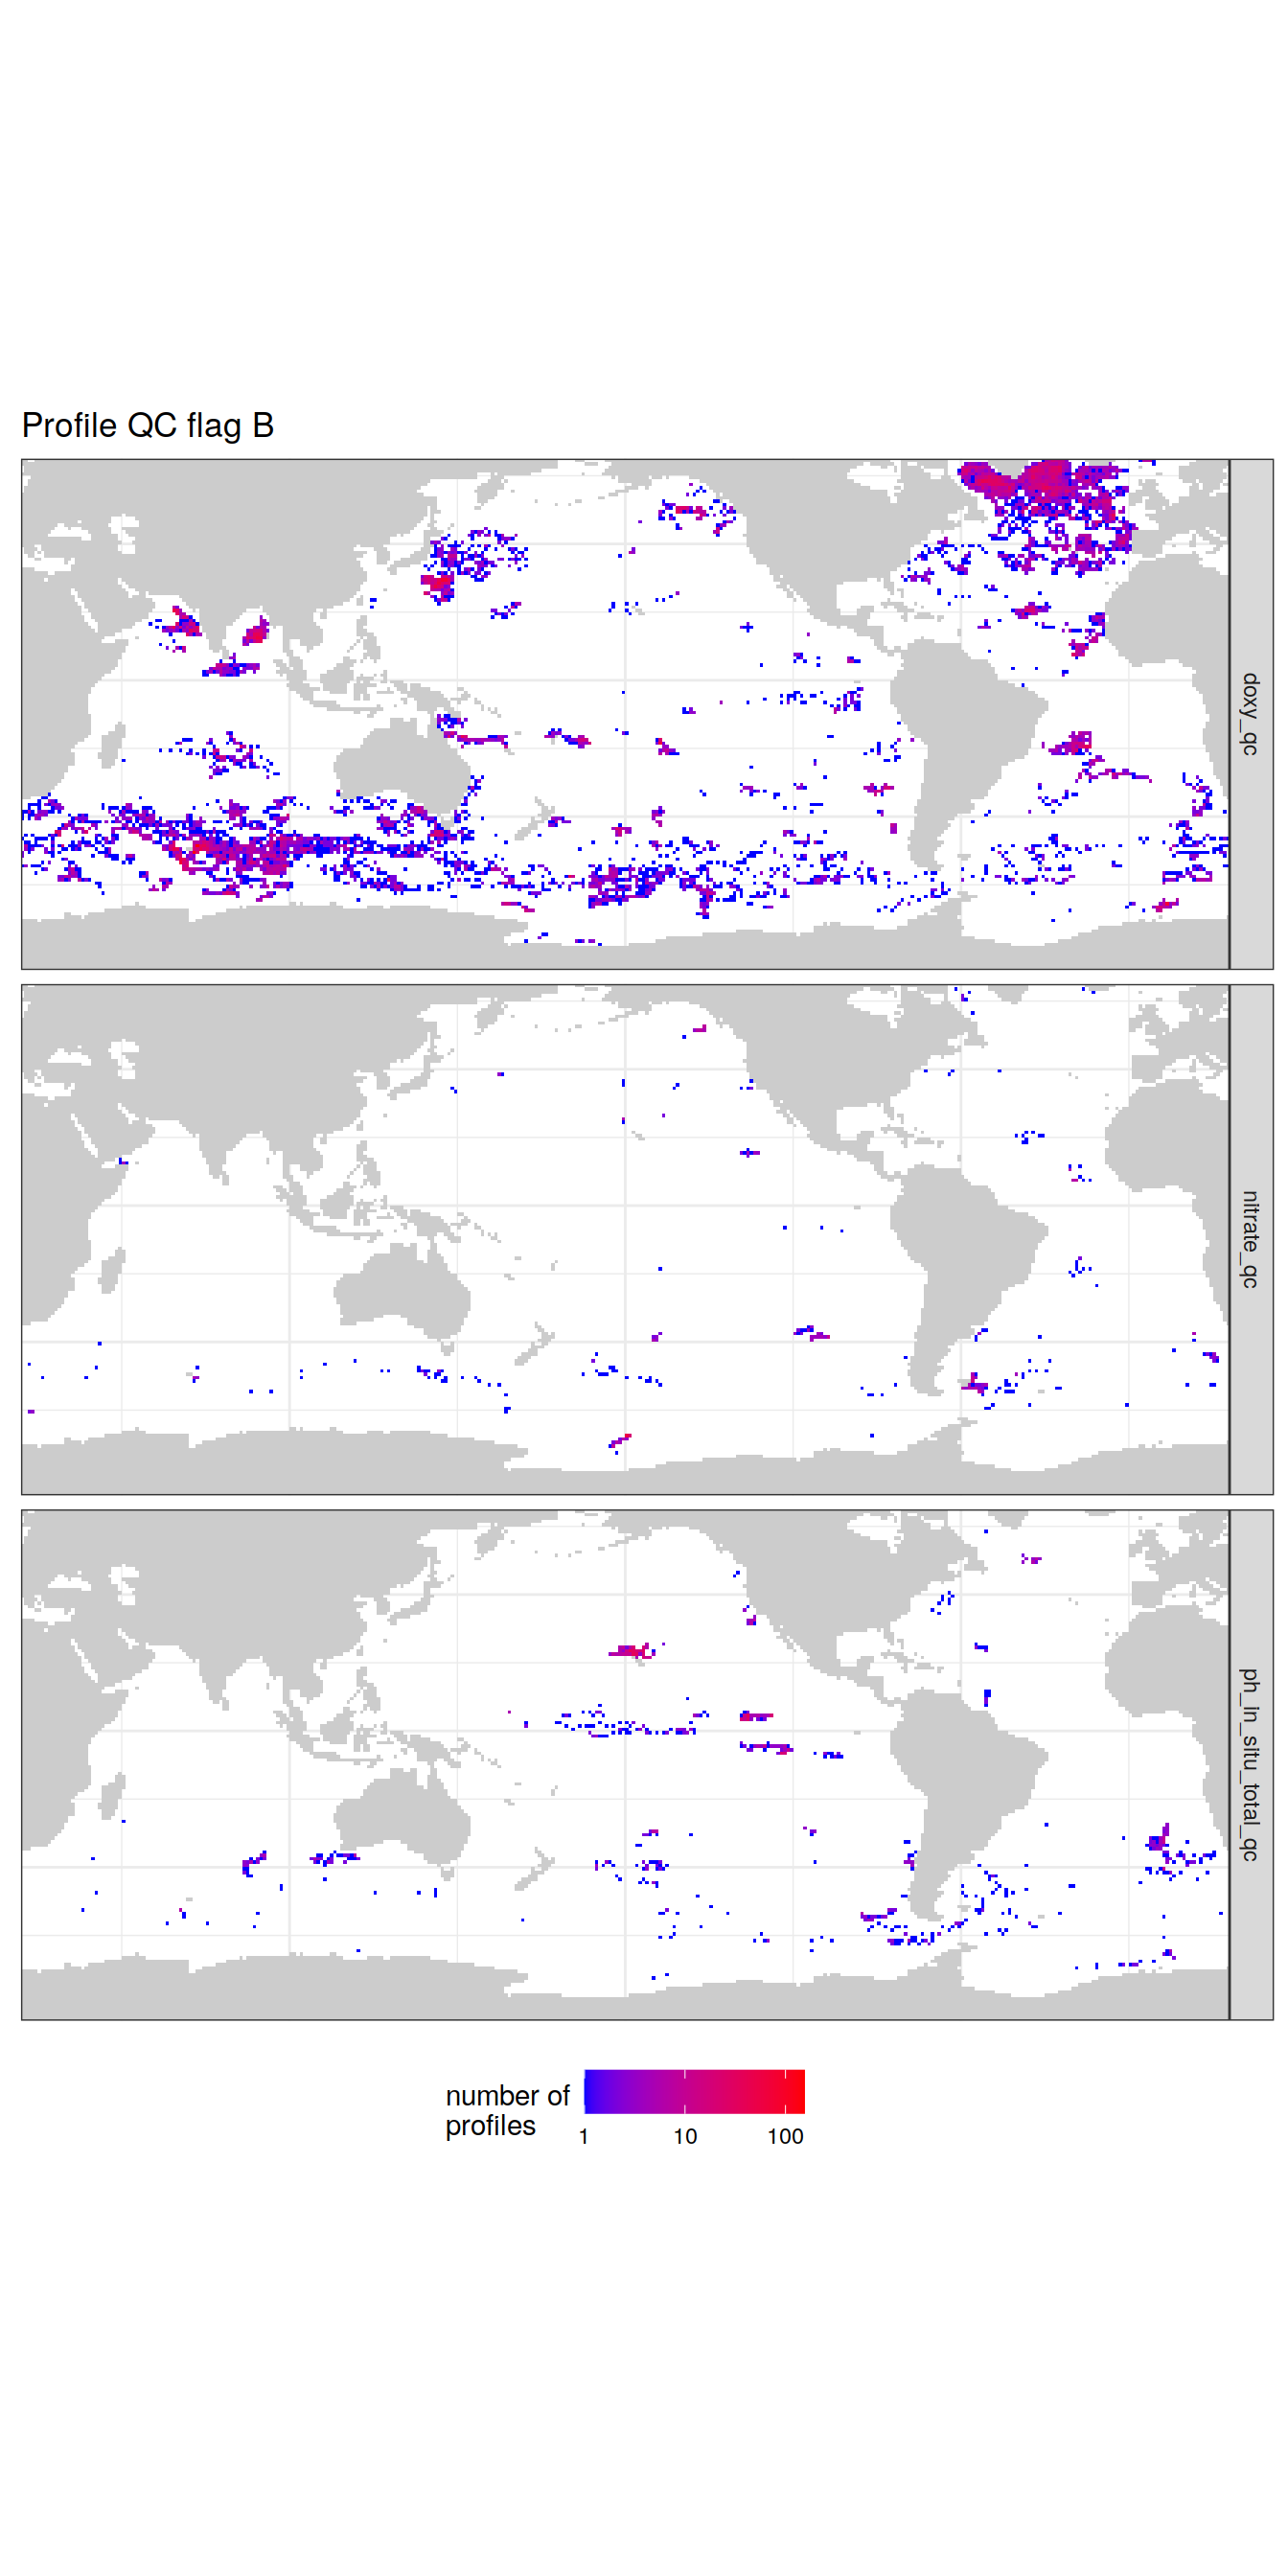 Profile QC flag B
doxy_qc
nitrate_qc
ph_in_situ_total_qc
number of
profiles
1 10 100